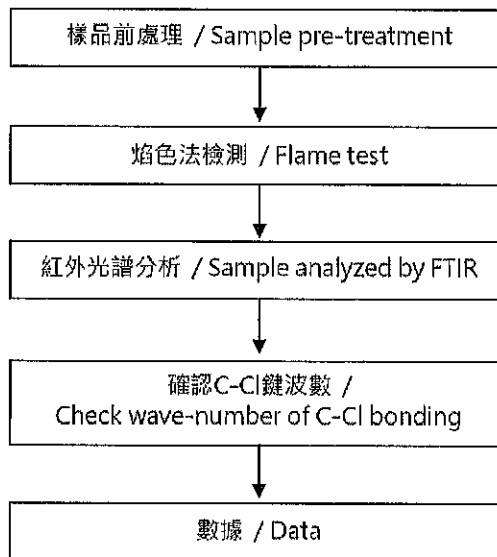 樣品前處理 / Sample pre-treatment
焰色法檢測 / Flame test
紅外光譜分析 / Sample analyzed by FTIR
確認C-Cl鍵波數 /
Check wave-number of C-Cl bonding
數據 / Data